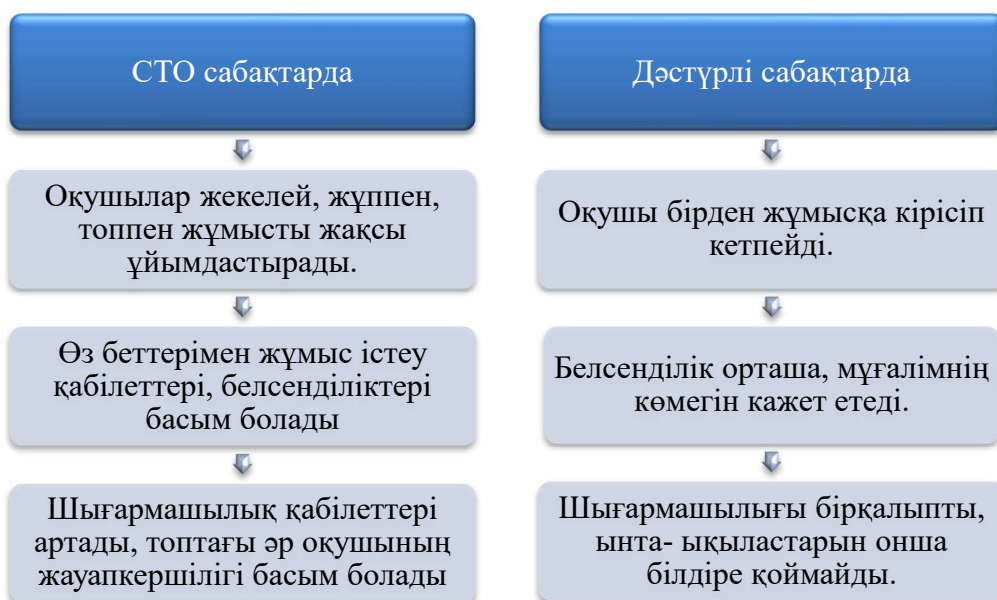 СТО сабақтарда
Оқушылар жекелей, жұппен,
топпен жұмысты жақсы
ұйымдастырады.
Өз беттерімен жұмыс істеу
қабілеттері, белсенділіктері
басым болады
Шығармашылық қабілеттері
артады, топтағы әр оқушының
жауапкершілігі басым болады
Дәстүрлі сабақтарда
Оқушы бірден жұмысқа кірісіп
кетпейді.
Белсенділік орташа, мұғалімнің
көмегін кажет етеді.
Шығармашылығы бірқалыпты,
ынта- ықыластарын онша
білдіре қоймайды.